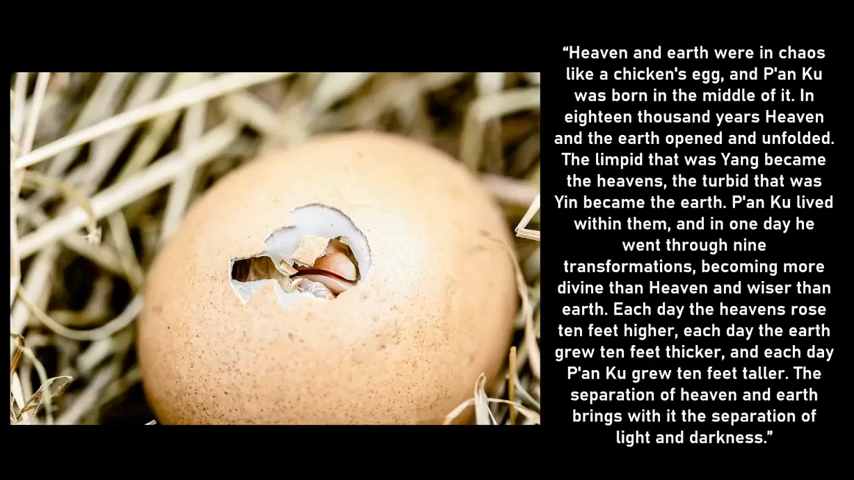 “Heaven and earth were in chaos
like a chicken's egg, and P'an Ku
was born in the middle of it. In
eighteen thousand years Heaven
and the earth opened and unfolded.
The limpid that was Yang became
the heavens, the turbid that was
Yin became the earth. P'an Ku lived
within them, and in one day he
went through nine
transformations, becoming more
divine than Heaven and wiser than
earth. Each day the heavens rose
ten feet higher, each day the earth
grew ten feet thicker, and each day
P'an Ku grew ten feet taller. The
separation of heaven and earth
brings with it the separation of
light and darkness.”